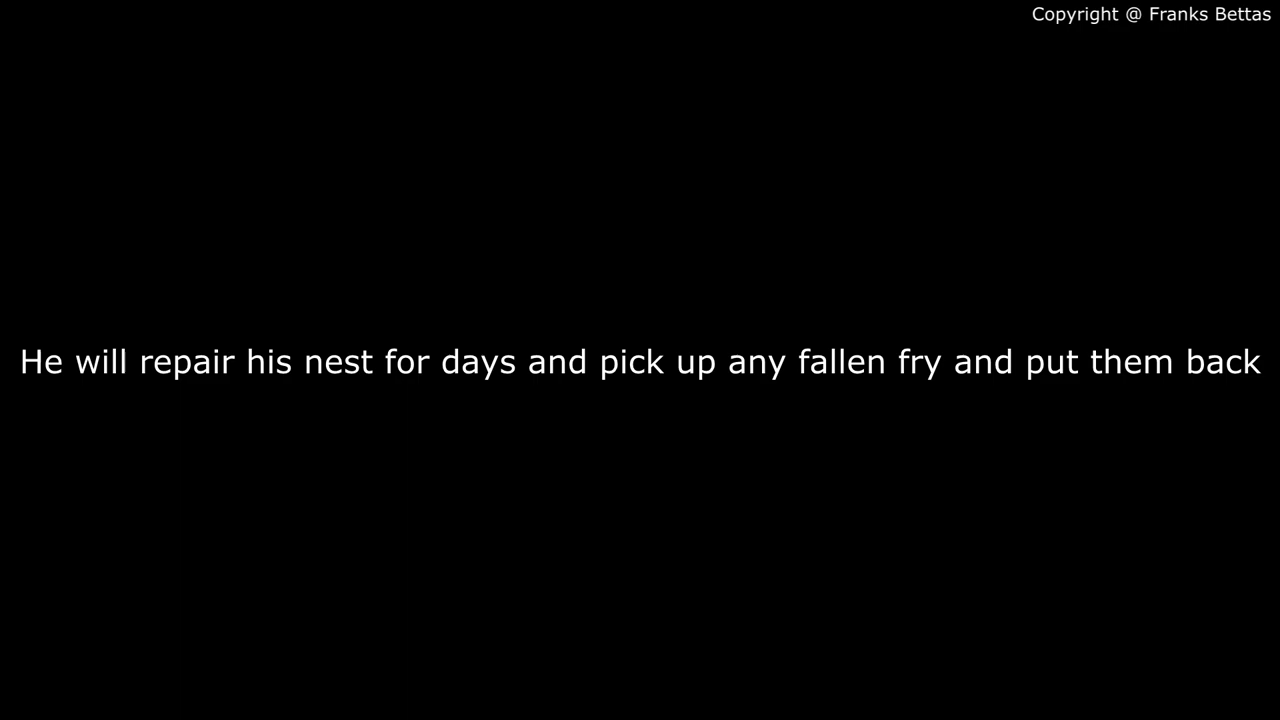 Copyright @ Franks Bettas
He will repair his nest for days and pick up any fallen fry and put them back